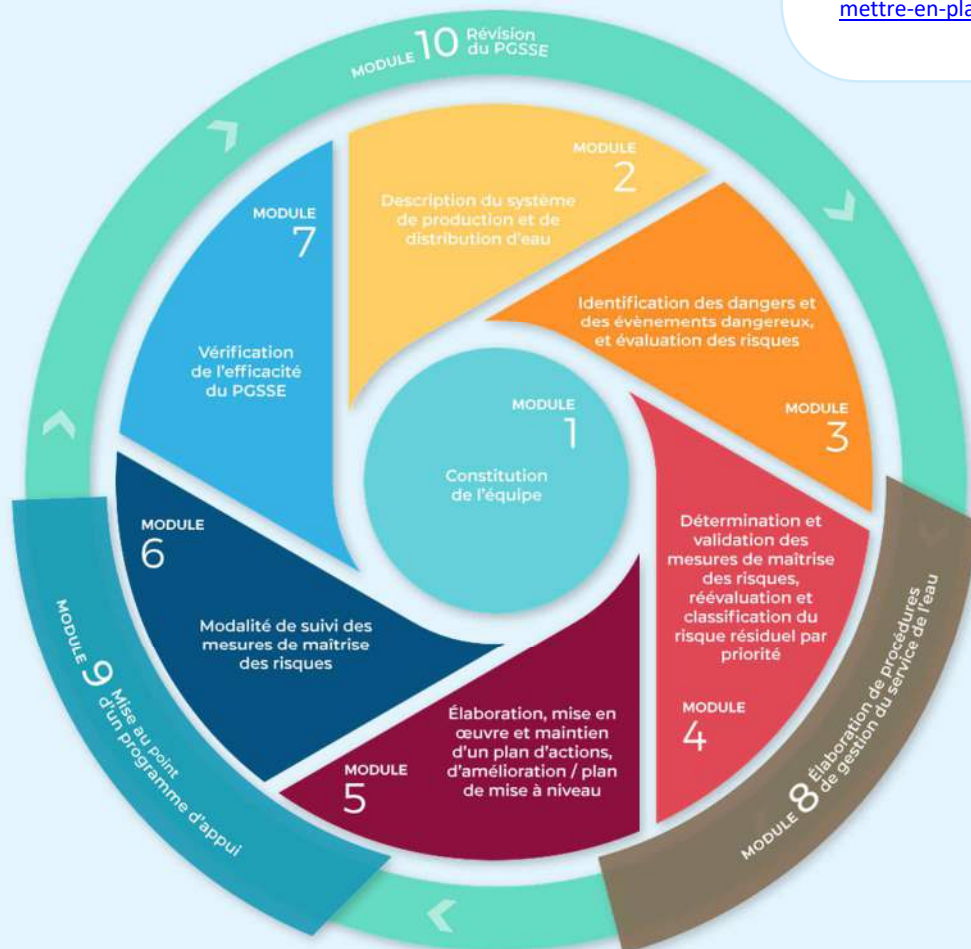 mettre-en-pla
MODULE 10 Révision
du PGSSE
MODULE
1
Constitution
de l'équipe
MODULE
2
Description du système
de production et de
distribution d'eau
Identification des dangers et
des évènements dangereux,
et évaluation des risques
MODULE
3
Détermination et
validation des
mesures de maîtrise
des risques,
réévaluation et
classification du
risque résiduel par
priorité
MODULE
4
Élaboration, mise en
œuvre et maintien
d'un plan d'actions,
d'amélioration / plan
de mise à niveau
MODULE
5
MODULE
6
Modalité de suivi des
mesures de maîtrise
des risques
MODULE
7
Vérification
de l'efficacité
du PGSSE
MODULE 8 Élaboration de procédures
de gestion du service de l'eau
MODULE 9 Mise au point
d'un programme d'appui